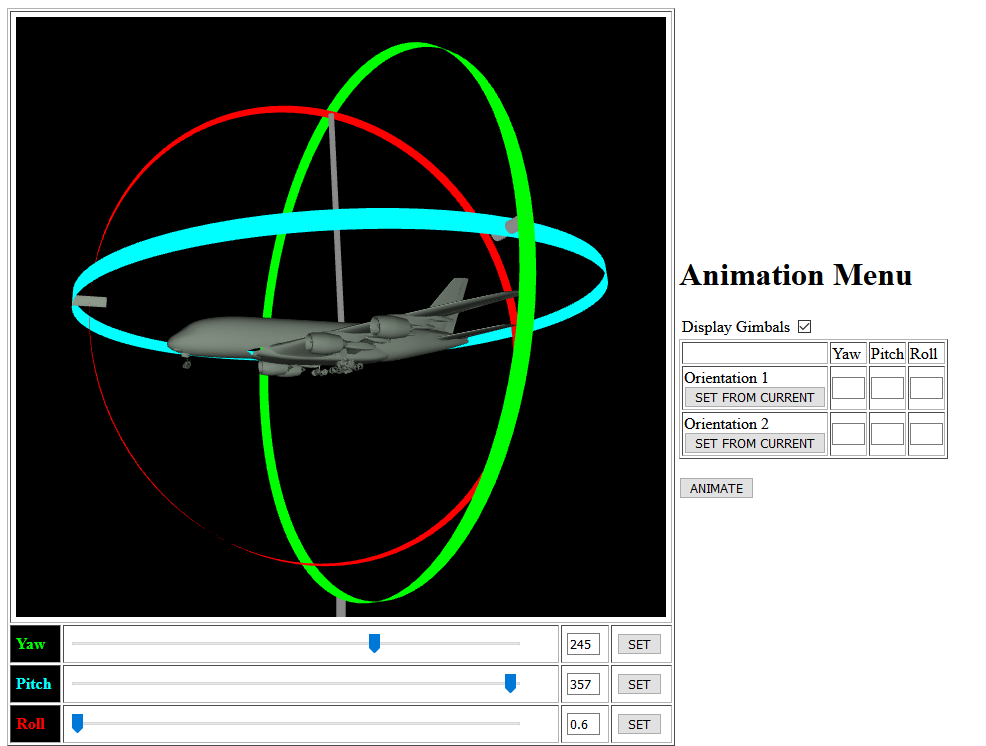 Animation Menu
Display Gimbals
Yaw Pitch Roll
Orientation 1
SET FROM CURRENT
Orientation 2
SET FROM CURRENT
ANIMATE
Yaw 245 SET
Pitch 357 SET
Roll 0.6 SET